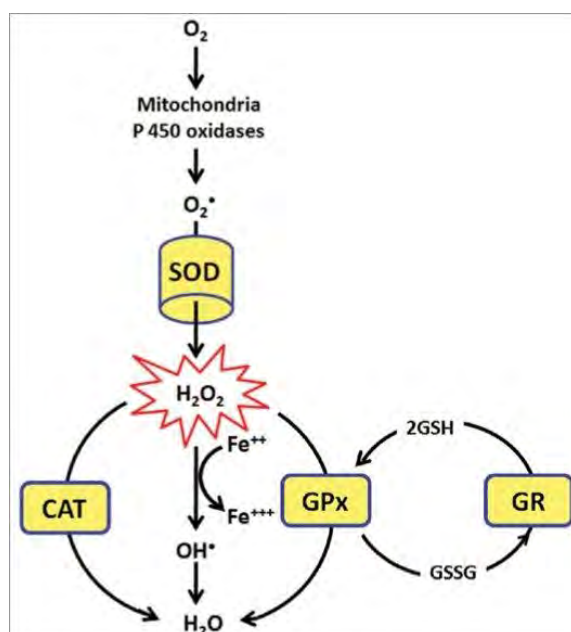 O₂
Mitochondria
P 450 oxidases
O₂•
SOD
H₂O₂
Fe⁺⁺
2GSH
CAT
Fe⁺⁺⁺
GPx
GR
OH•
GSSG
H₂O